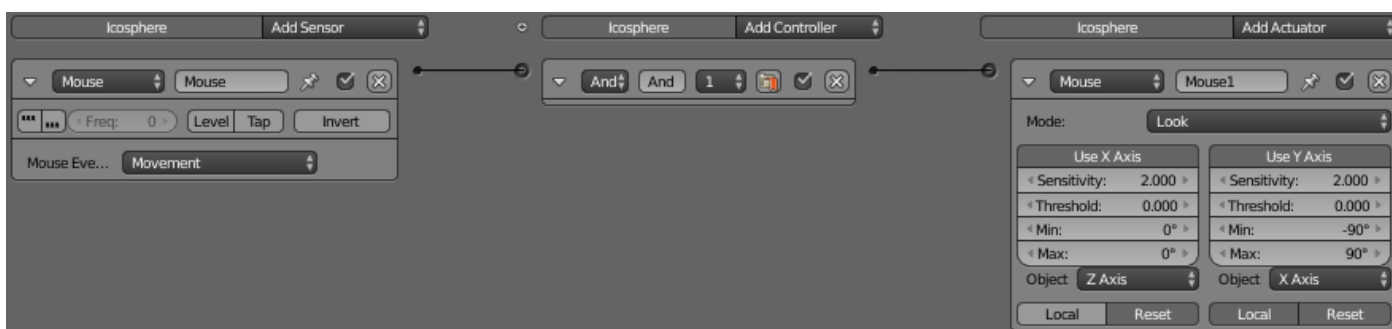 Icosphere Add Sensor Icosphere Add Controller Icosphere Add Actuator
Mouse Mouse And And 1 Mouse Mouse1
Freq: 0 Level Tap Invert Mode: Look
Mouse Eve... Movement Use X Axis Use Y Axis
Sensitivity: 2.000 Sensitivity: 2.000
Threshold: 0.000 Threshold: 0.000
Min: 0° Min: -90°
Max: 0° Max: 90°
Object Z Axis Object X Axis
Local Reset Local Reset